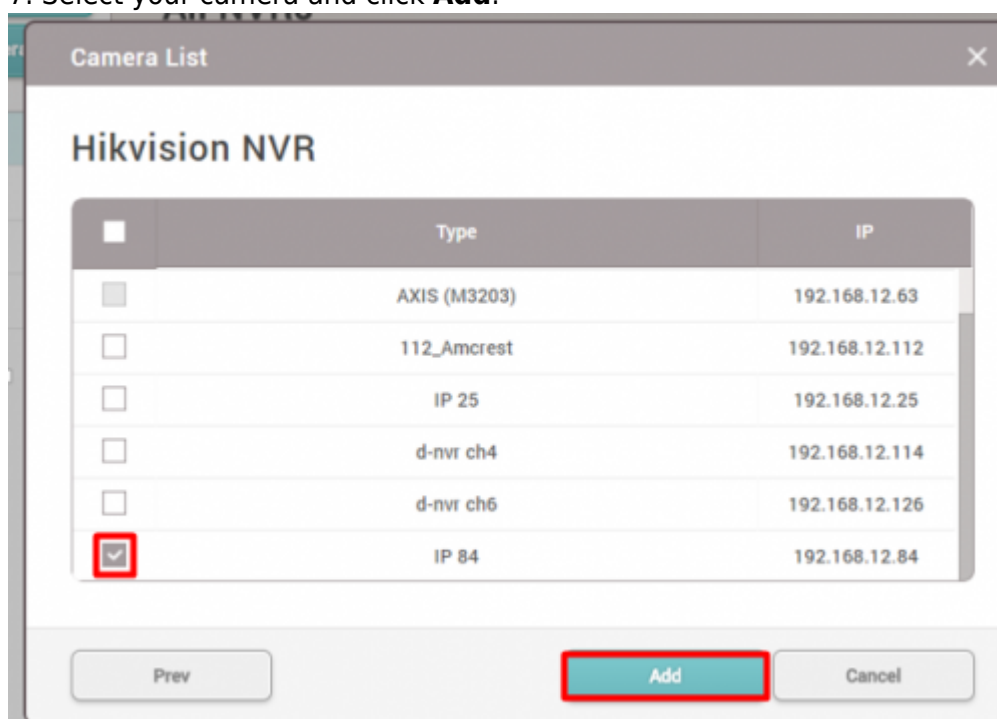 7. Select your camera and click Add.
All NVRs
Camera List
Hikvision NVR
Type IP
AXIS (M3203) 192.168.12.63
112_Amcrest 192.168.12.112
IP 25 192.168.12.25
d-nvr ch4 192.168.12.114
d-nvr ch6 192.168.12.126
IP 84 192.168.12.84
Prev Add Cancel